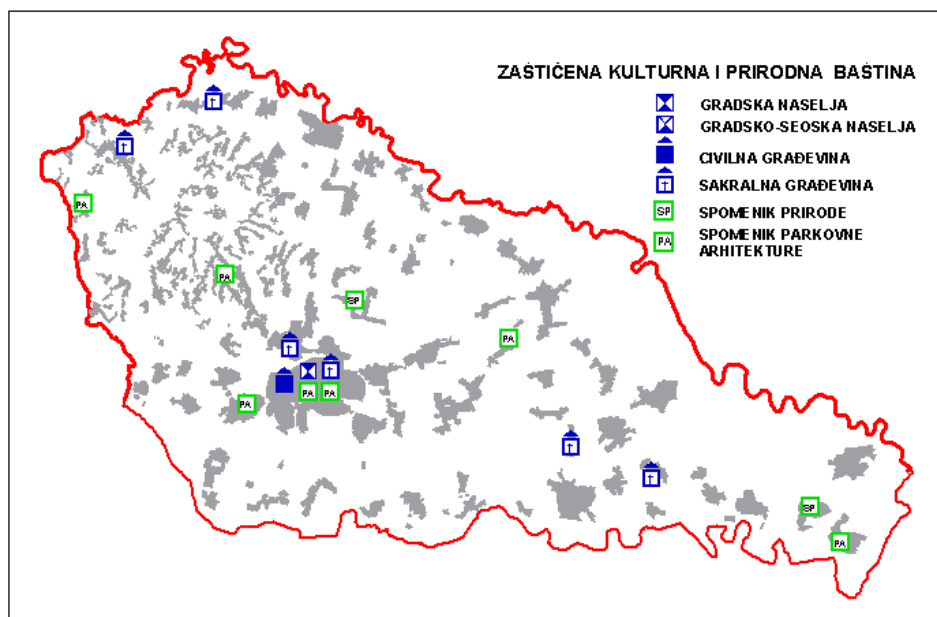 ZAŠTIĆENA KULTURNA I PRIRODNA BAŠTINA
GRADSKA NASELJA
GRADSKO-SEOSKA NASELJA
CIVILNA GRAĐEVINA
SAKRALNA GRAĐEVINA
SP SPOMENIK PRIRODE
PA SPOMENIK PARKOVNE
ARHITEKTURE
PA
PA
SP
PA
PA
PA PA
SP
PA